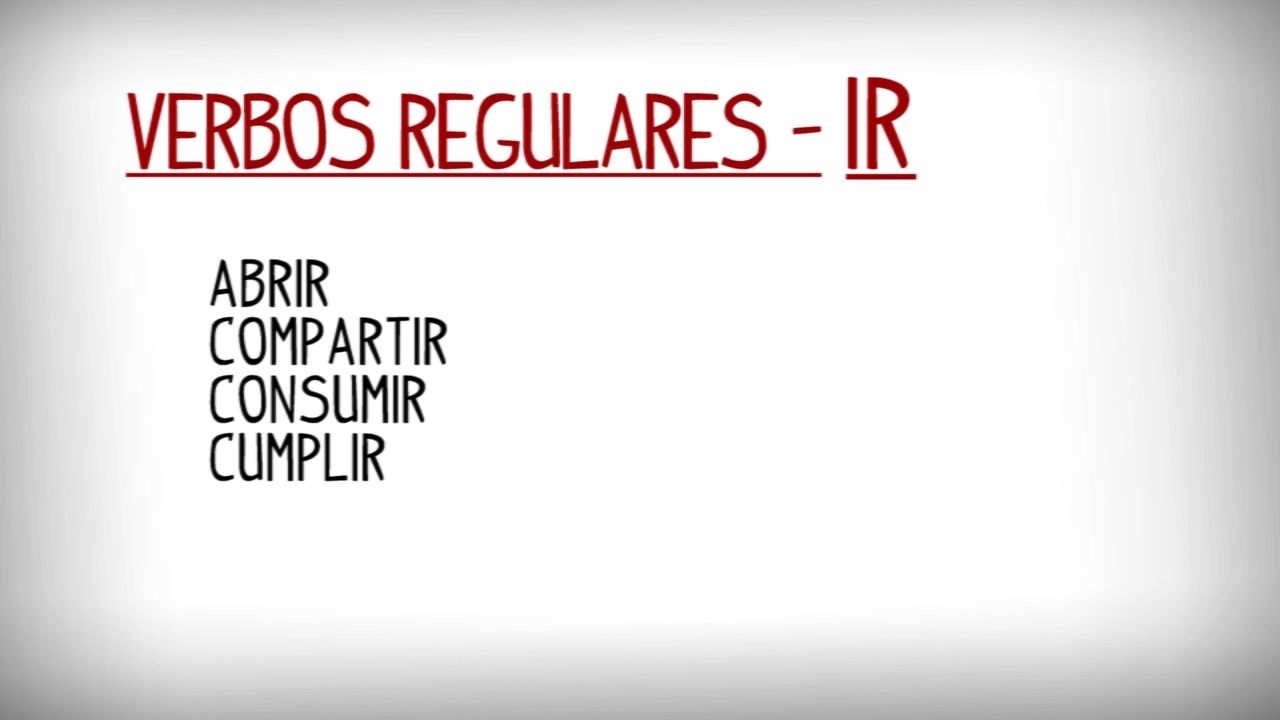 VERBOS REGULARES - IR
ABRIR
COMPARTIR
CONSUMIR
CUMPLIR